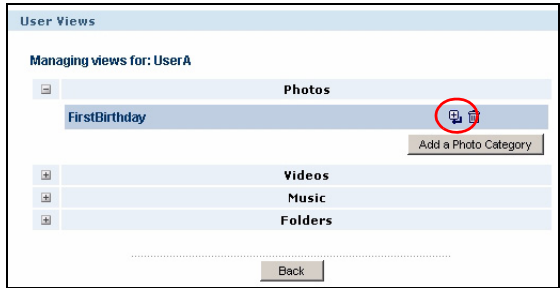 User Views
Managing views for: UserA
Photos
FirstBirthday
Add a Photo Category
Videos
Music
Folders
Back